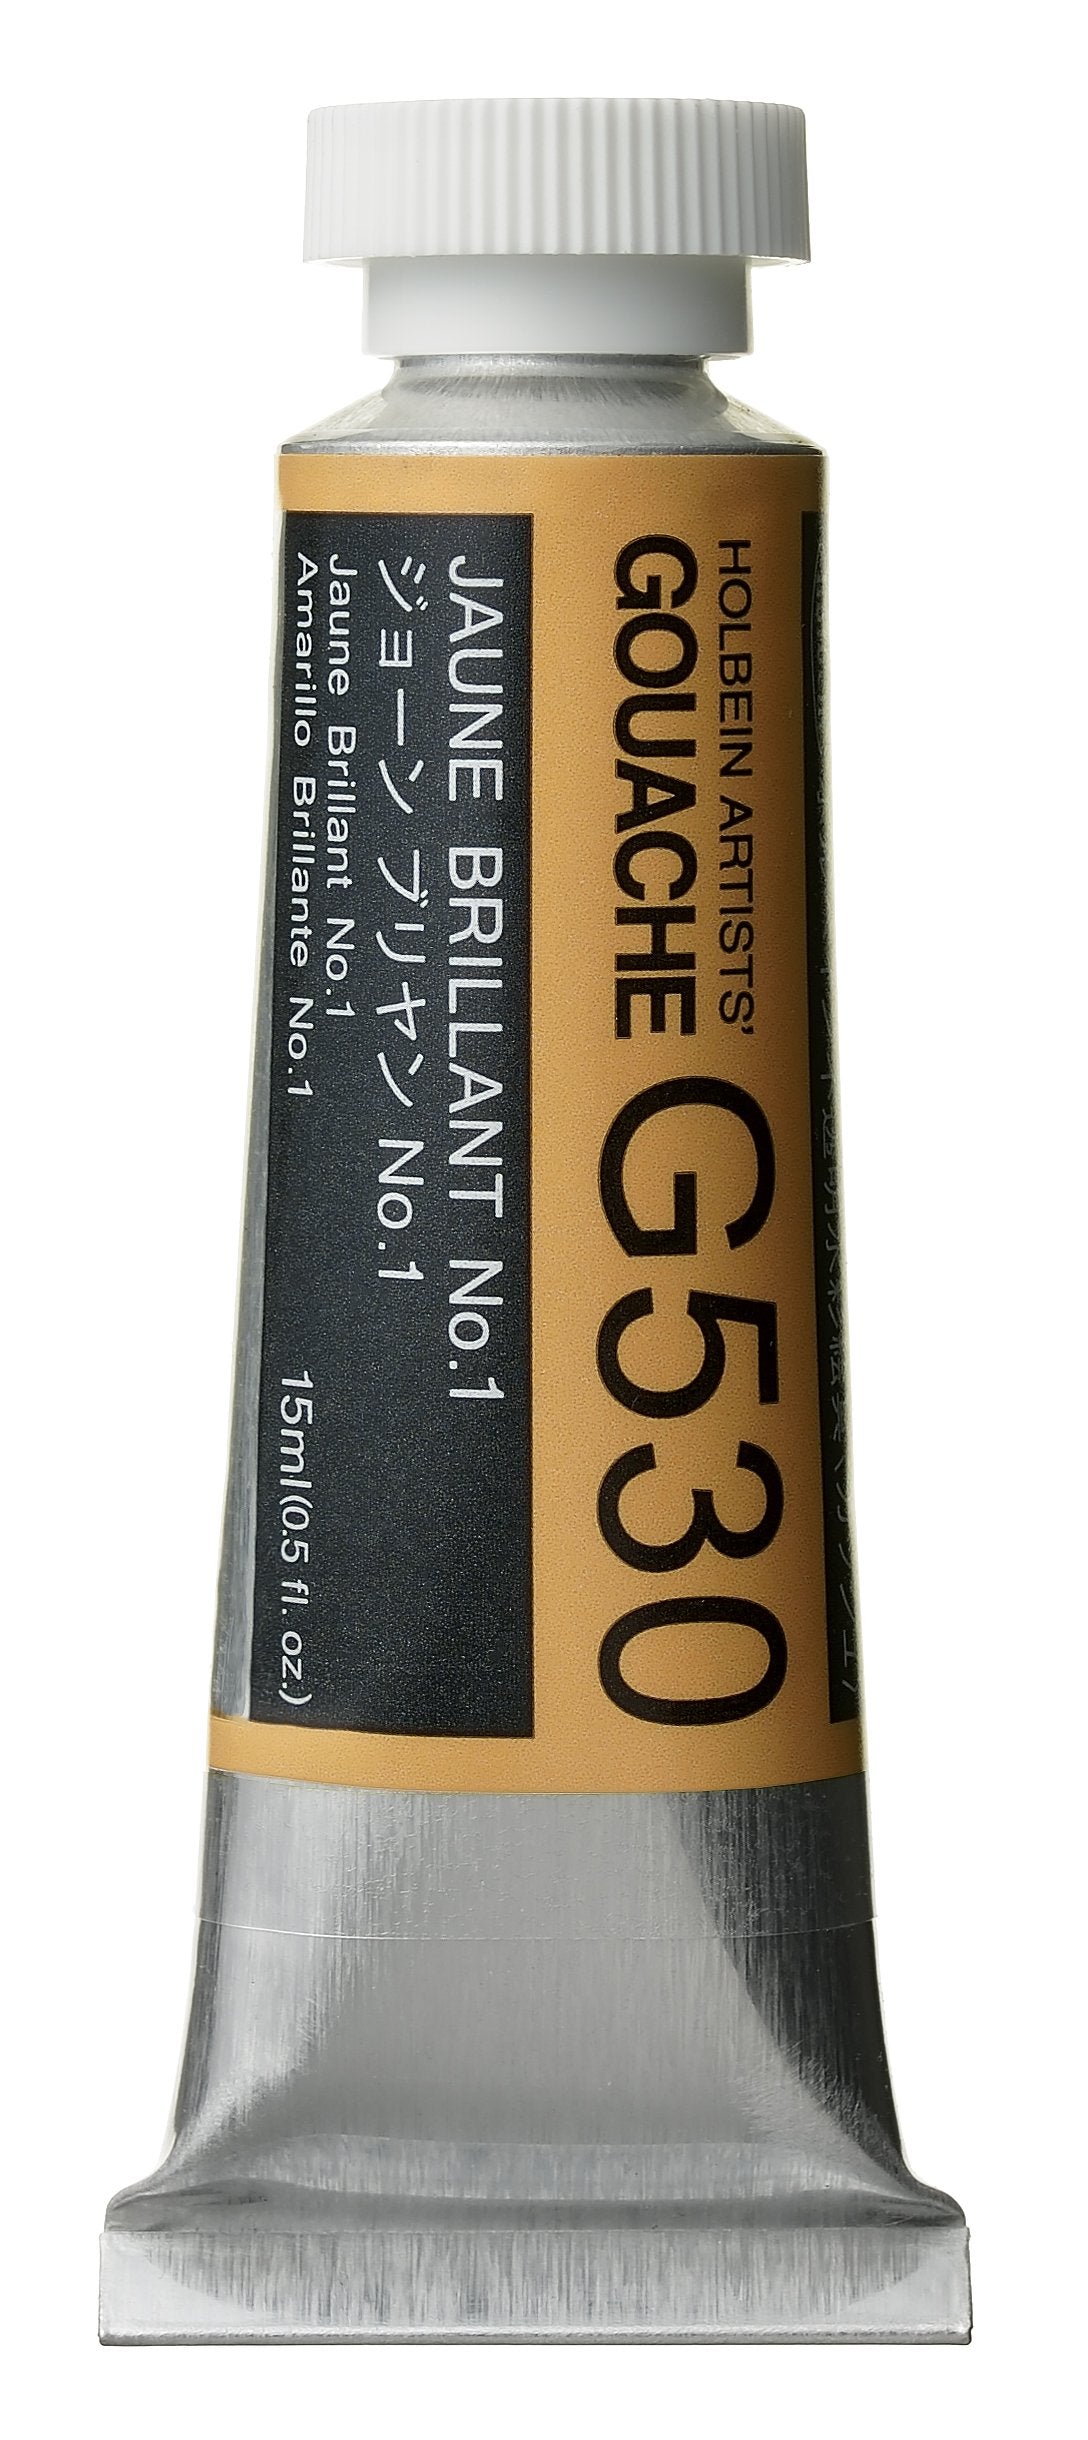 HOLBEIN ARTISTS'
GOUACHE G530
JAUNE BRILLANT No.1
ジョーン ブリヤン No.1
Jaune Brillant No.1
Amarillo Brillante No.1
15ml(0.5 fl. oz.)